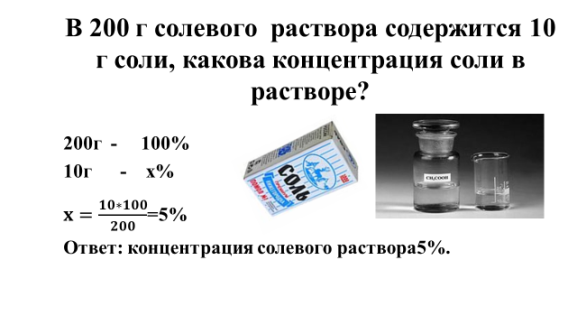 В 200 г солевого раствора содержится 10
г соли, какова концентрация соли в
растворе?
200г - 100%
10г - х%
х = 10*100/200=5%
СОЛЬ
CH3COOH
Ответ: концентрация солевого раствора5%.